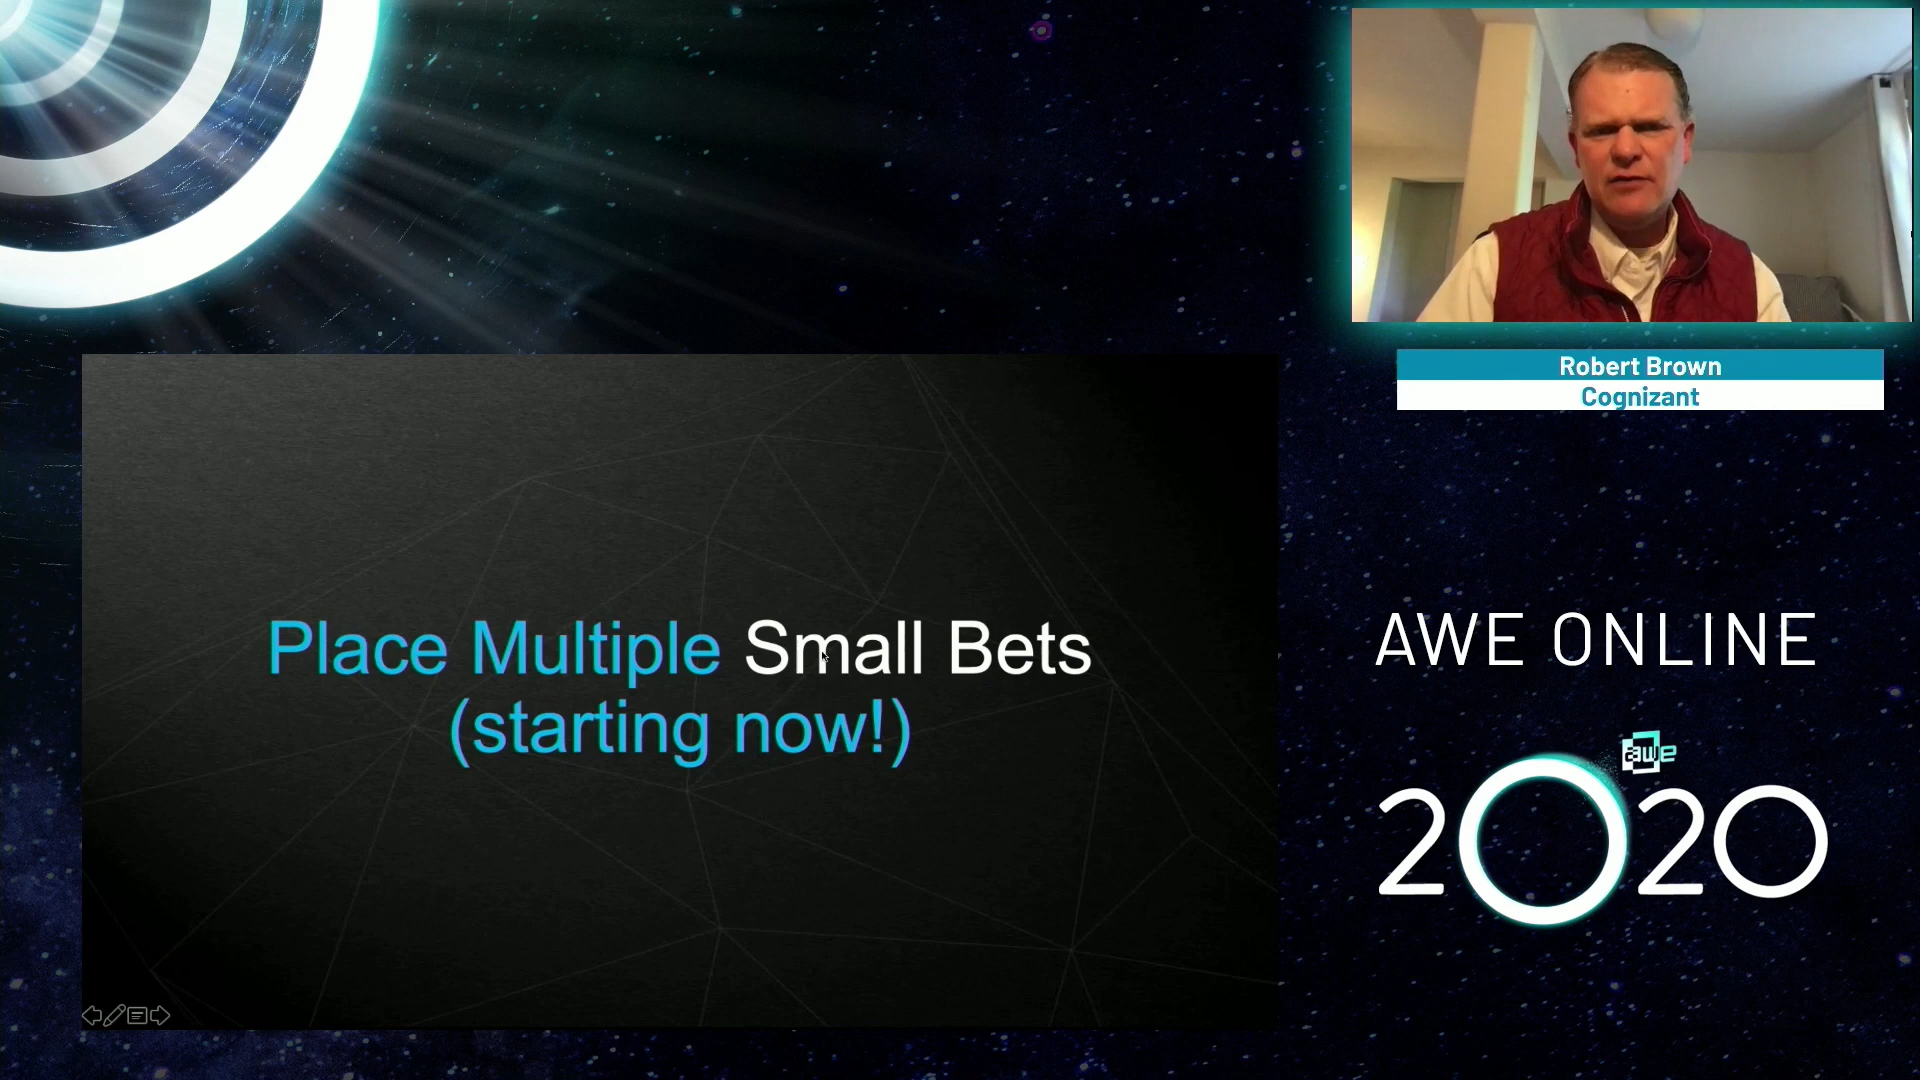 Robert Brown
Cognizant
Place Multiple Small Bets
(starting now!)
AWE ONLINE
awe
2020